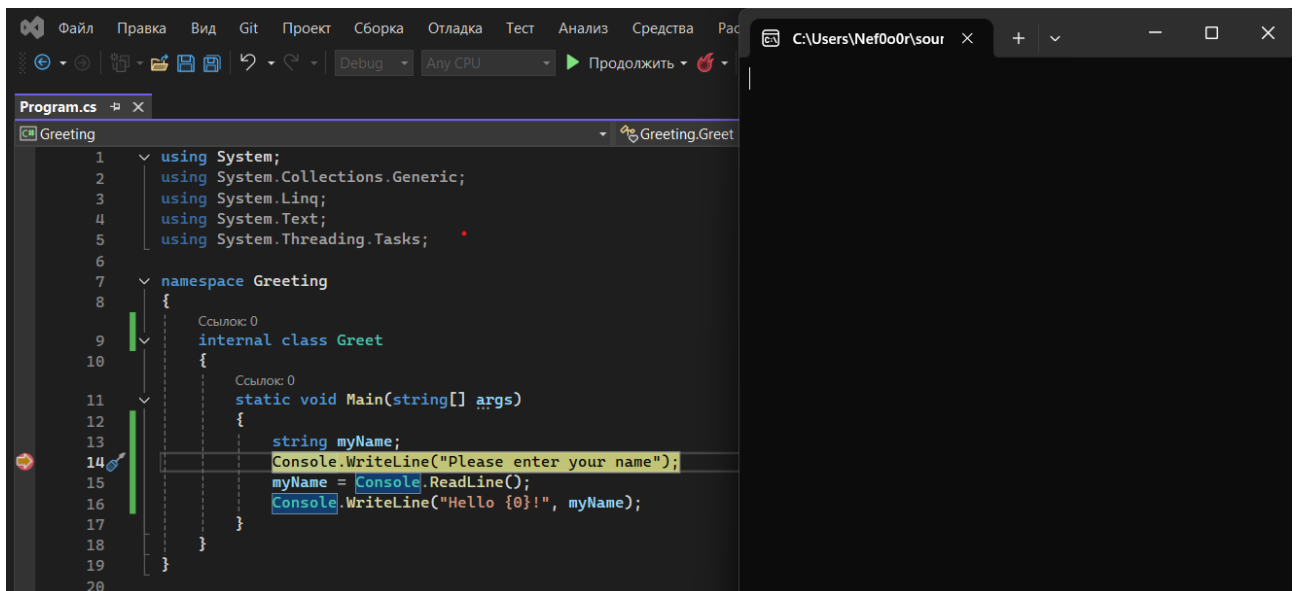 Файл Правка Вид Git Проект Сборка Отладка Тест Анализ Средства Рас
Debug Any CPU Продолжить
C:\Users\Nef0o0r\sour
Program.cs
C# Greeting Greeting.Greet
1 using System;
2 using System.Collections.Generic;
3 using System.Linq;
4 using System.Text;
5 using System.Threading.Tasks;
6
7 namespace Greeting
8 {
Ссылок: 0
9 internal class Greet
10 {
Ссылок: 0
11 static void Main(string[] args)
12 {
13 string myName;
14 Console.WriteLine("Please enter your name");
15 myName = Console.ReadLine();
16 Console.WriteLine("Hello {0}!", myName);
17 }
18 }
19 }
20